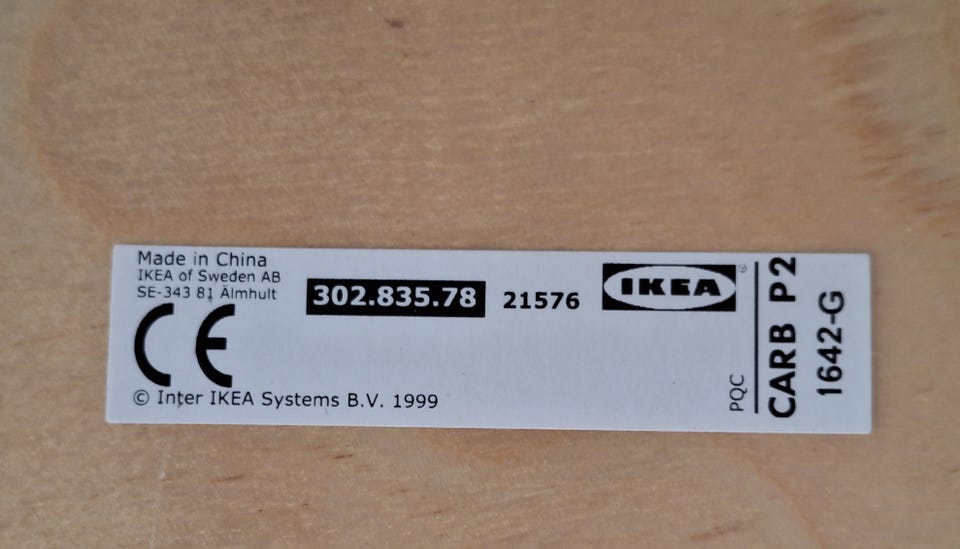 Made in China
IKEA of Sweden AB
SE-343 81 Älmhult
302.835.78 21576
IKEA®
CE
© Inter IKEA Systems B.V. 1999
PQC
CARB P2
1642-G